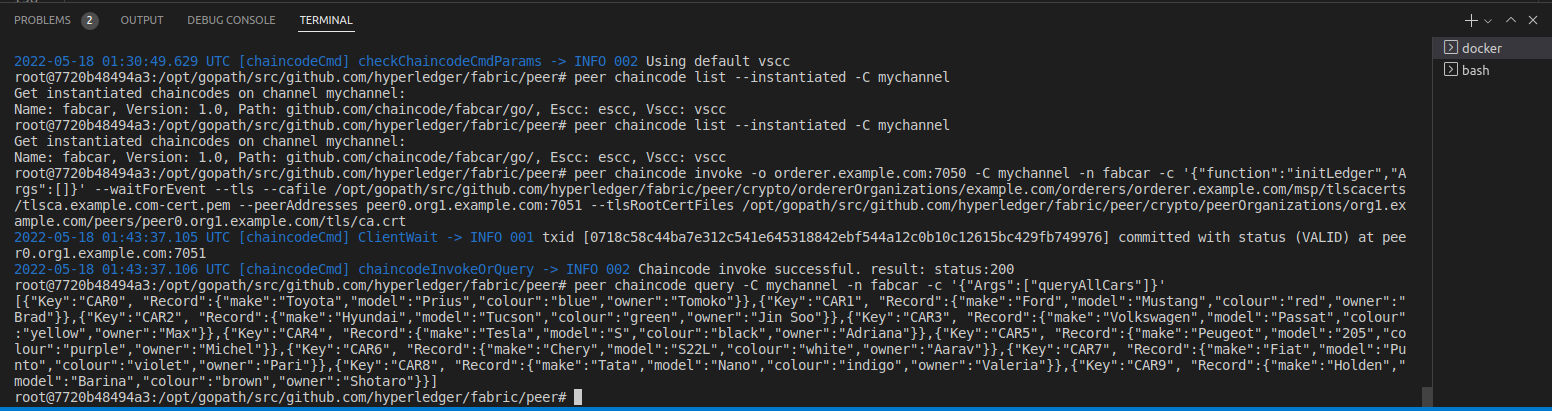 PROBLEMS 2 OUTPUT DEBUG CONSOLE TERMINAL
docker
bash
2022-05-18 01:30:49.629 UTC [chaincodeCmd] checkChaincodeCmdParams -> INFO 002 Using default vscc
root@7720b48494a3:/opt/gopath/src/github.com/hyperledger/fabric/peer# peer chaincode list --instantiated -C mychannel
Get instantiated chaincodes on channel mychannel:
Name: fabcar, Version: 1.0, Path: github.com/chaincode/fabcar/go/, Escc: escc, Vscc: vscc
root@7720b48494a3:/opt/gopath/src/github.com/hyperledger/fabric/peer# peer chaincode list --instantiated -C mychannel
Get instantiated chaincodes on channel mychannel:
Name: fabcar, Version: 1.0, Path: github.com/chaincode/fabcar/go/, Escc: escc, Vscc: vscc
root@7720b48494a3:/opt/gopath/src/github.com/hyperledger/fabric/peer# peer chaincode invoke -o orderer.example.com:7050 -C mychannel -n fabcar -c '{"function":"initLedger","A
rgs":[]}' --waitForEvent --tls --cafile /opt/gopath/src/github.com/hyperledger/fabric/peer/crypto/ordererOrganizations/example.com/orderers/orderer.example.com/msp/tlscacerts
/tlsca.example.com-cert.pem --peerAddresses peer0.org1.example.com:7051 --tlsRootCertFiles /opt/gopath/src/github.com/hyperledger/fabric/peer/crypto/peerOrganizations/org1.ex
ample.com/peers/peer0.org1.example.com/tls/ca.crt
2022-05-18 01:43:37.105 UTC [chaincodeCmd] ClientWait -> INFO 001 txid [0718c58c44ba7e312c541e645318842ebf544a12c0b10c12615bc429fb749976] committed with status (VALID) at pee
r0.org1.example.com:7051
2022-05-18 01:43:37.106 UTC [chaincodeCmd] chaincodeInvokeOrQuery -> INFO 002 Chaincode invoke successful. result: status:200
root@7720b48494a3:/opt/gopath/src/github.com/hyperledger/fabric/peer# peer chaincode query -C mychannel -n fabcar -c '{"Args":["queryAllCars"]}'
[{"Key":"CAR0", "Record":{"make":"Toyota","model":"Prius","colour":"blue","owner":"Tomoko"}},{"Key":"CAR1", "Record":{"make":"Ford","model":"Mustang","colour":"red","owner":"
Brad"}},{"Key":"CAR2", "Record":{"make":"Hyundai","model":"Tucson","colour":"green","owner":"Jin Soo"}},{"Key":"CAR3", "Record":{"make":"Volkswagen","model":"Passat","colour"
:"yellow","owner":"Max"}},{"Key":"CAR4", "Record":{"make":"Tesla","model":"S","colour":"black","owner":"Adriana"}},{"Key":"CAR5", "Record":{"make":"Peugeot","model":"205","co
lour":"purple","owner":"Michel"}},{"Key":"CAR6", "Record":{"make":"Chery","model":"S22L","colour":"white","owner":"Aarav"}},{"Key":"CAR7", "Record":{"make":"Fiat","model":"Pu
nto","colour":"violet","owner":"Pari"}},{"Key":"CAR8", "Record":{"make":"Tata","model":"Nano","colour":"indigo","owner":"Valeria"}},{"Key":"CAR9", "Record":{"make":"Holden","
model":"Barina","colour":"brown","owner":"Shotaro"}}]
root@7720b48494a3:/opt/gopath/src/github.com/hyperledger/fabric/peer#